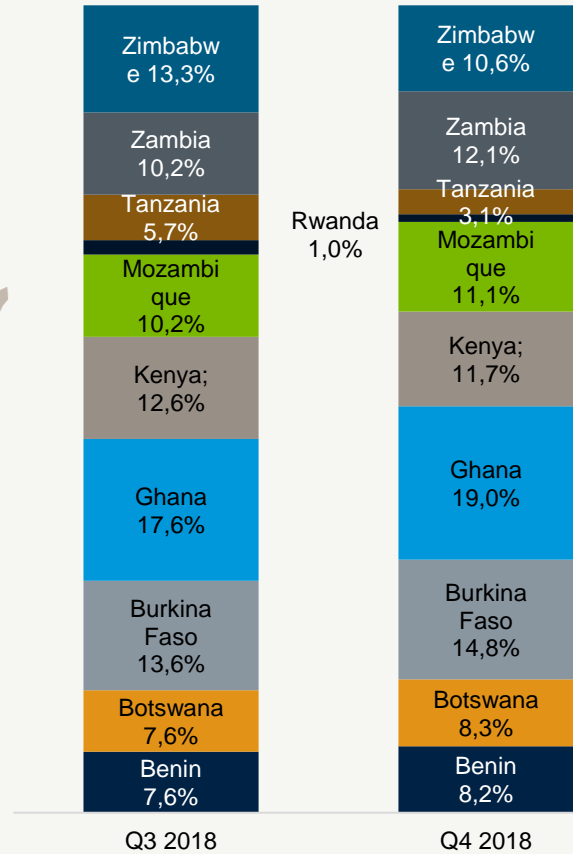 Zimbabw
e 13,3%
Zambia
10,2%
Tanzania
5,7%
Mozambi
que
10,2%
Kenya;
12,6%
Ghana
17,6%
Burkina
Faso
13,6%
Botswana
7,6%
Benin
7,6%
Q3 2018
Rwanda
1,0%
Zimbabw
e 10,6%
Zambia
12,1%
Tanzania
3,1%
Mozambi
que
11,1%
Kenya;
11,7%
Ghana
19,0%
Burkina
Faso
14,8%
Botswana
8,3%
Benin
8,2%
Q4 2018